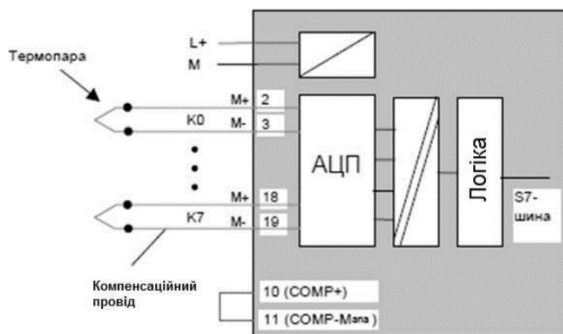 L+
M
Термопара
M+ 2
K0
M- 3
M+ 18
K7
M- 19
АЦП
Логіка
S7-
шина
Компенсаційний
провід
10 (COMP+)
11 (COMP-Mana)